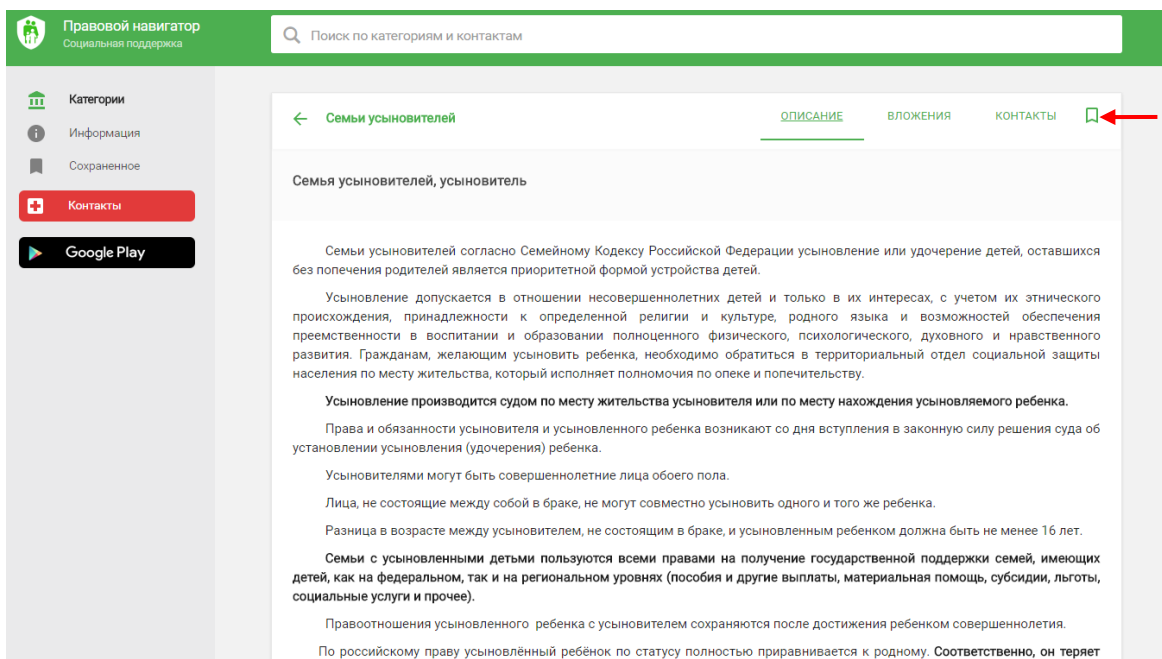 Правовой навигатор
Социальная поддержка
Поиск по категориям и контактам
Категории
Информация
Сохраненное
Контакты
Google Play
Семьи усыновителей
ОПИСАНИЕ
ВЛОЖЕНИЯ
КОНТАКТЫ
Семья усыновителей, усыновитель
Семьи усыновителей согласно Семейному Кодексу Российской Федерации усыновление или удочерение детей, оставшихся
без попечения родителей является приоритетной формой устройства детей.
Усыновление допускается в отношении несовершеннолетних детей и только в их интересах, с учетом их этнического
происхождения, принадлежности к определенной религии и культуре, родного языка и возможностей обеспечения
преемственности в воспитании и образовании полноценного физического, психологического, духовного и нравственного
развития. Гражданам, желающим усыновить ребенка, необходимо обратиться в территориальный отдел социальной защиты
населения по месту жительства, который исполняет полномочия по опеке и попечительству.
Усыновление производится судом по месту жительства усыновителя или по месту нахождения усыновляемого ребенка.
Права и обязанности усыновителя и усыновленного ребенка возникают со дня вступления в законную силу решения суда об
установлении усыновления (удочерения) ребенка.
Усыновителями могут быть совершеннолетние лица обоего пола.
Лица, не состоящие между собой в браке, не могут совместно усыновить одного и того же ребенка.
Разница в возрасте между усыновителем, не состоящим в браке, и усыновленным ребенком должна быть не менее 16 лет.
Семьи с усыновленными детьми пользуются всеми правами на получение государственной поддержки семей, имеющих
детей, как на федеральном, так и на региональном уровнях (пособия и другие выплаты, материальная помощь, субсидии, льготы,
социальные услуги и прочее).
Правоотношения усыновленного ребенка с усыновителем сохраняются после достижения ребенком совершеннолетия.
По российскому праву усыновлённый ребёнок по статусу полностью приравнивается к родному. Соответственно, он теряет